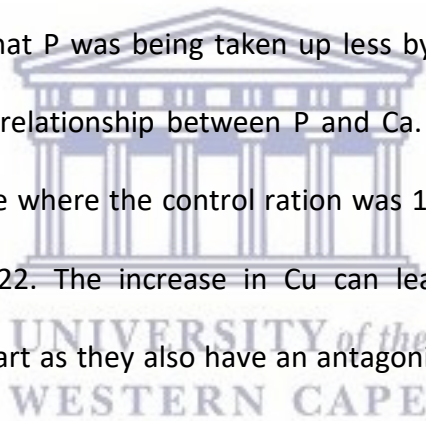 hat P was being taken up less by
relationship between P and Ca.
e where the control ration was 1
22. The increase in Cu can lea
UNIVERSITY of the
art as they also have an antagoni
WESTERN CAPE